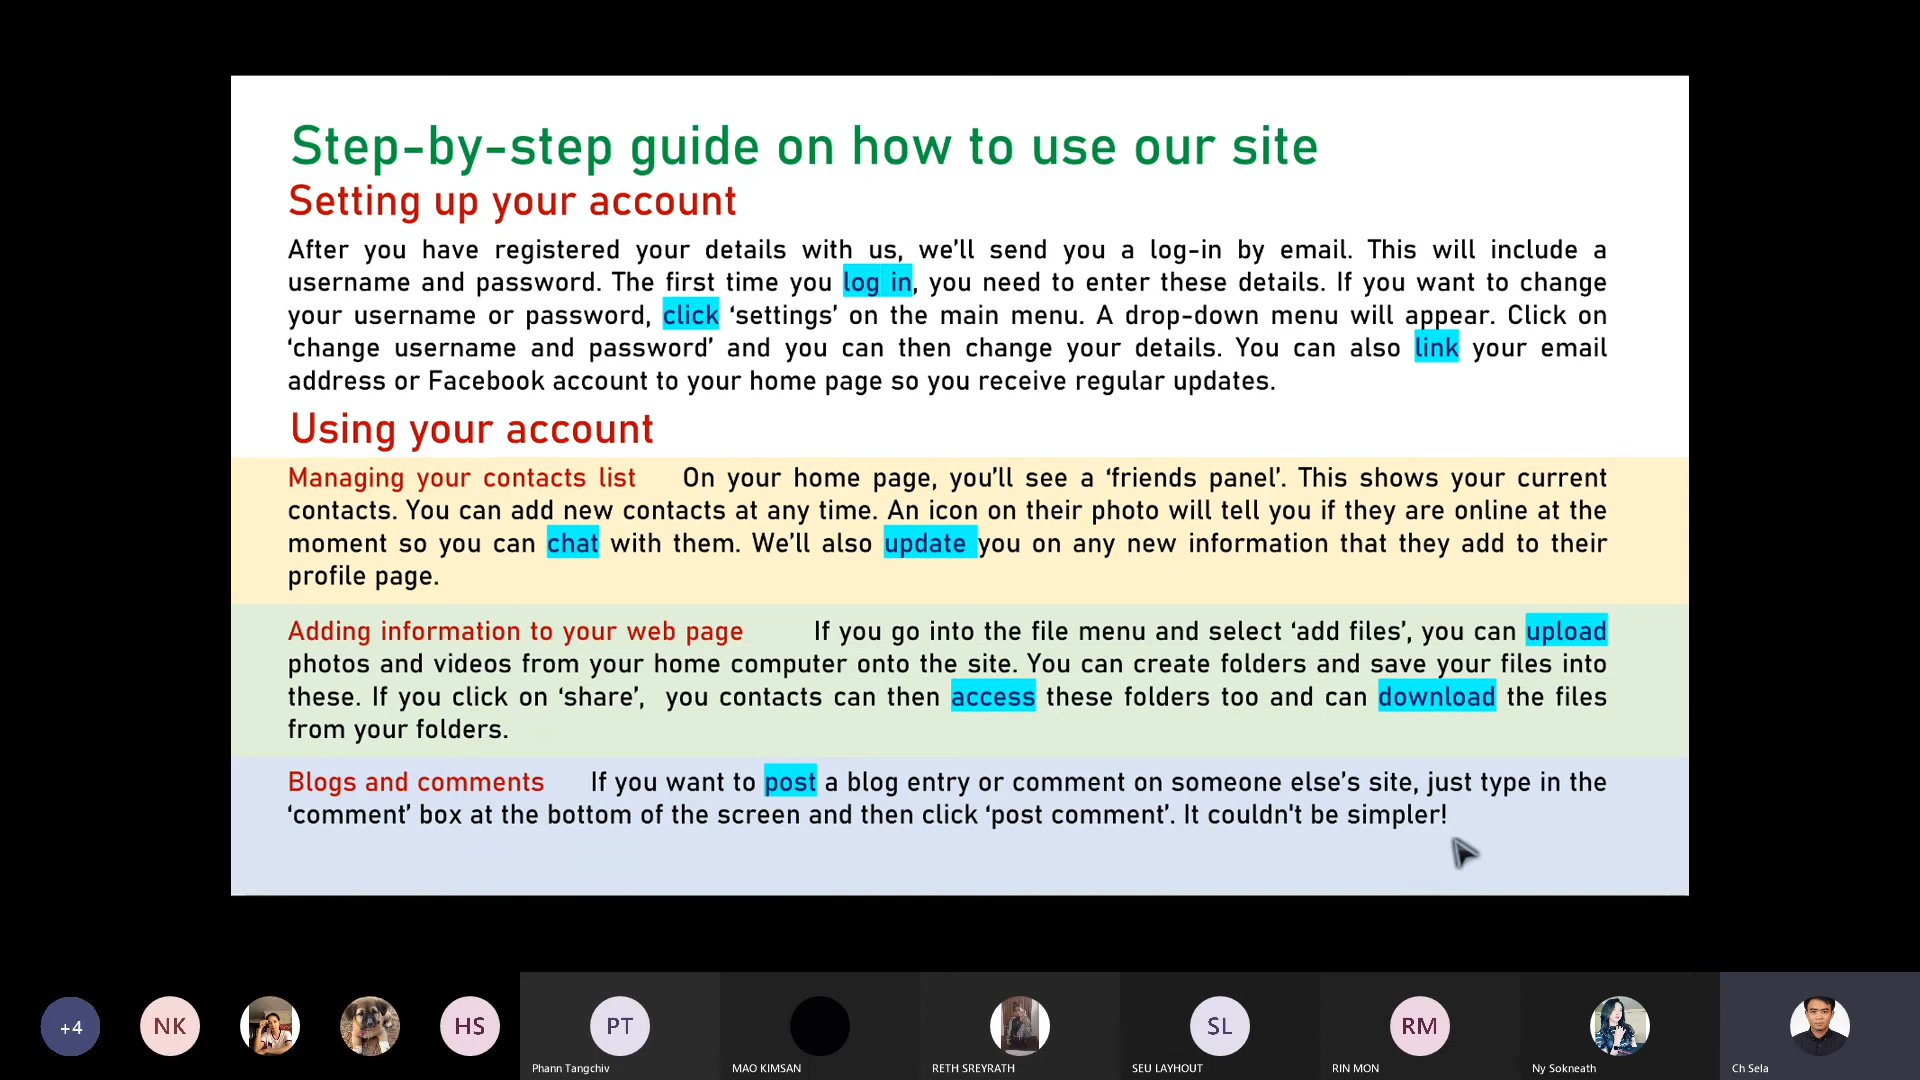 Step-by-step guide on how to use our site
Setting up your account
After you have registered your details with us, we’ll send you a log-in by email. This will include a
username and password. The first time you log in, you need to enter these details. If you want to change
your username or password, click ‘settings’ on the main menu. A drop-down menu will appear. Click on
‘change username and password’ and you can then change your details. You can also link your email
address or Facebook account to your home page so you receive regular updates.
Using your account
Managing your contacts list On your home page, you’ll see a ‘friends panel’. This shows your current
contacts. You can add new contacts at any time. An icon on their photo will tell you if they are online at the
moment so you can chat with them. We’ll also update you on any new information that they add to their
profile page.
Adding information to your web page If you go into the file menu and select ‘add files’, you can upload
photos and videos from your home computer onto the site. You can create folders and save your files into
these. If you click on ‘share’, you contacts can then access these folders too and can download the files
from your folders.
Blogs and comments If you want to post a blog entry or comment on someone else’s site, just type in the
‘comment’ box at the bottom of the screen and then click ‘post comment’. It couldn't be simpler!
+4 NK HS PT SL RM
Phann Tangchiv MAO KIMSAN RETH SREYRATH SEU LAYHOUT RIN MON Ny Sokneath Ch Sela